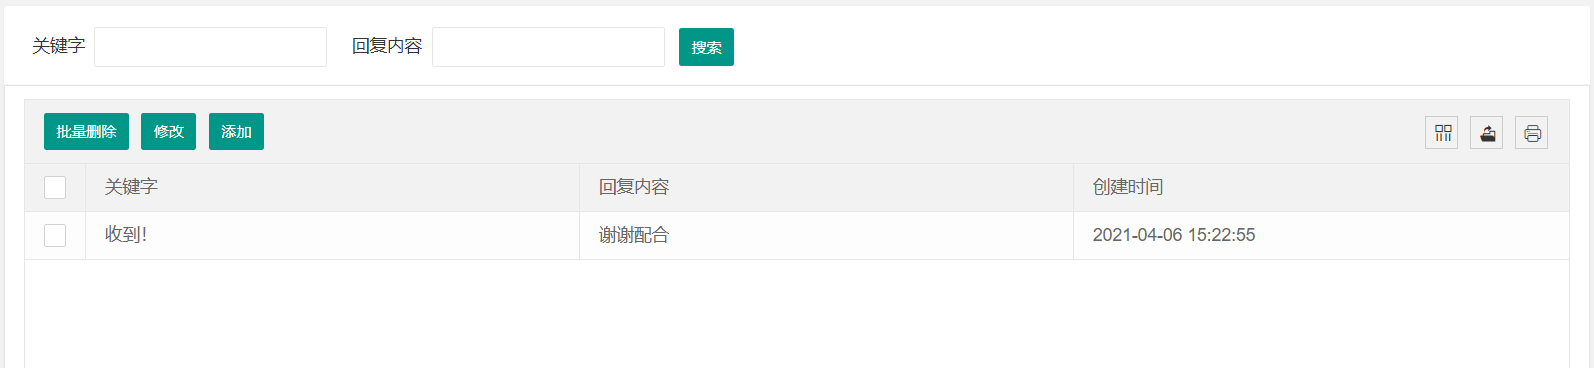 关键字 回复内容 搜索
批量删除 修改 添加
关键字 回复内容 创建时间
收到! 谢谢配合 2021-04-06 15:22:55